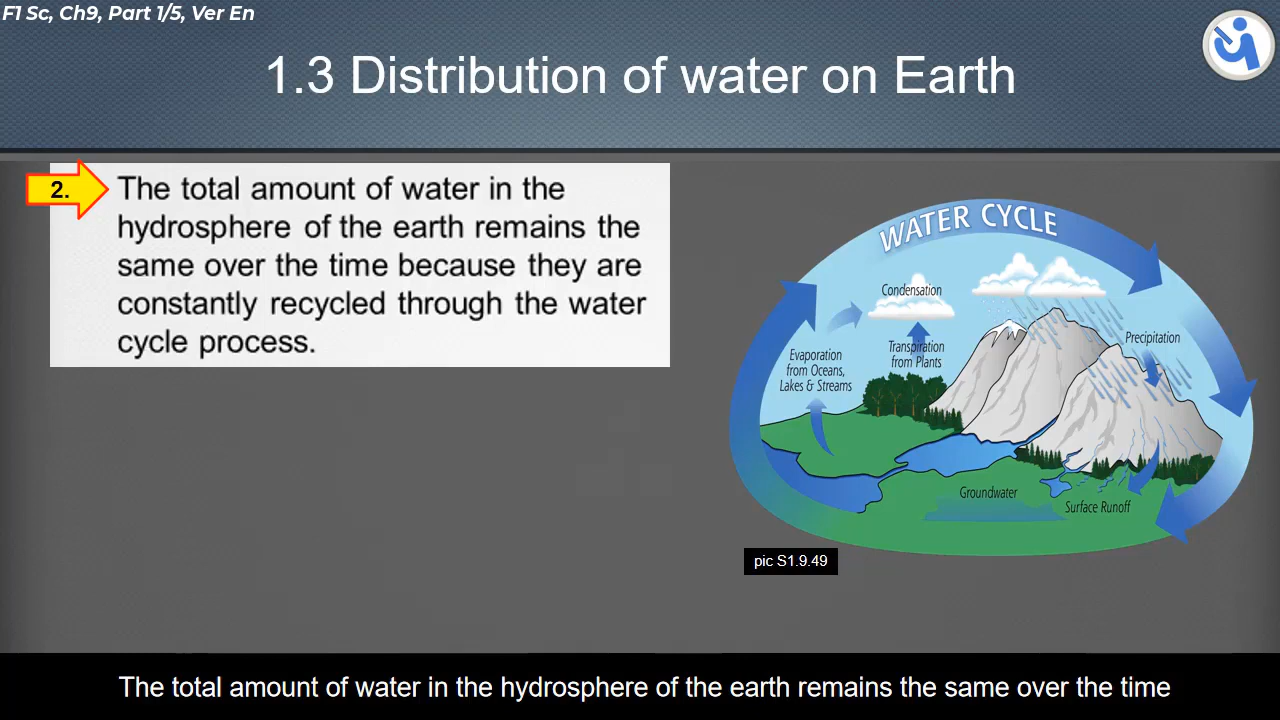 F1 Sc, Ch9, Part 1/5, Ver En
1.3 Distribution of water on Earth
2.
The total amount of water in the
hydrosphere of the earth remains the
same over the time because they are
constantly recycled through the water
cycle process.
WATER CYCLE
Condensation
Precipitation
Transpiration
from Plants
Evaporation
from Oceans,
Lakes & Streams
Groundwater
Surface Runoff
pic S1.9.49
The total amount of water in the hydrosphere of the earth remains the same over the time